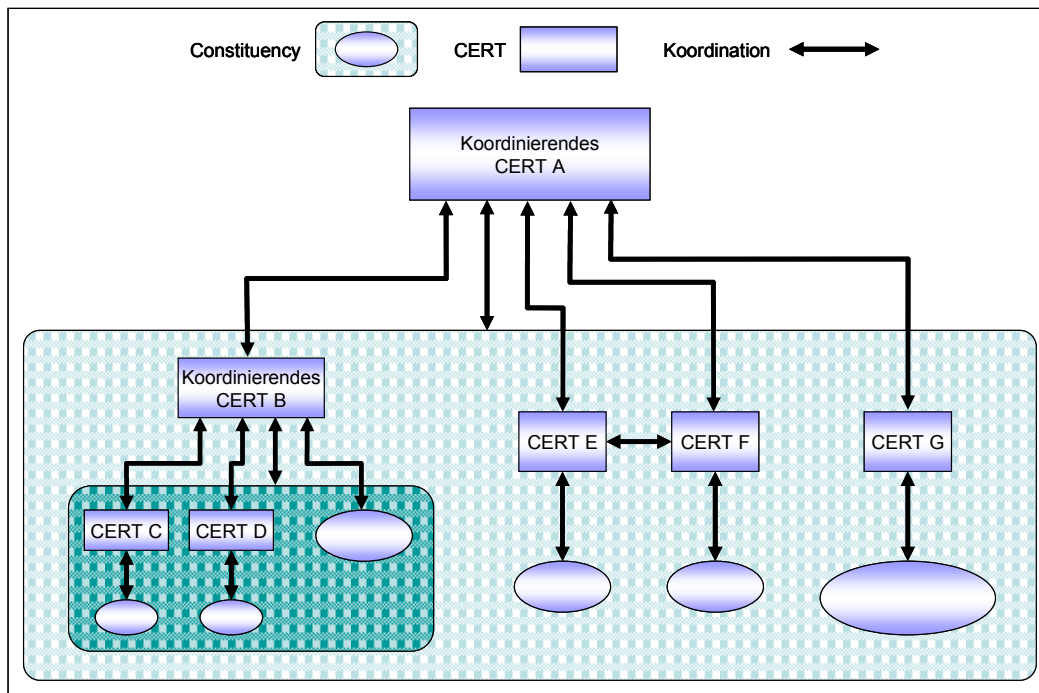 Constituency
CERT
Koordination
Koordinierendes
CERT A
Koordinierendes
CERT B
CERT E
CERT F
CERT G
CERT C
CERT D